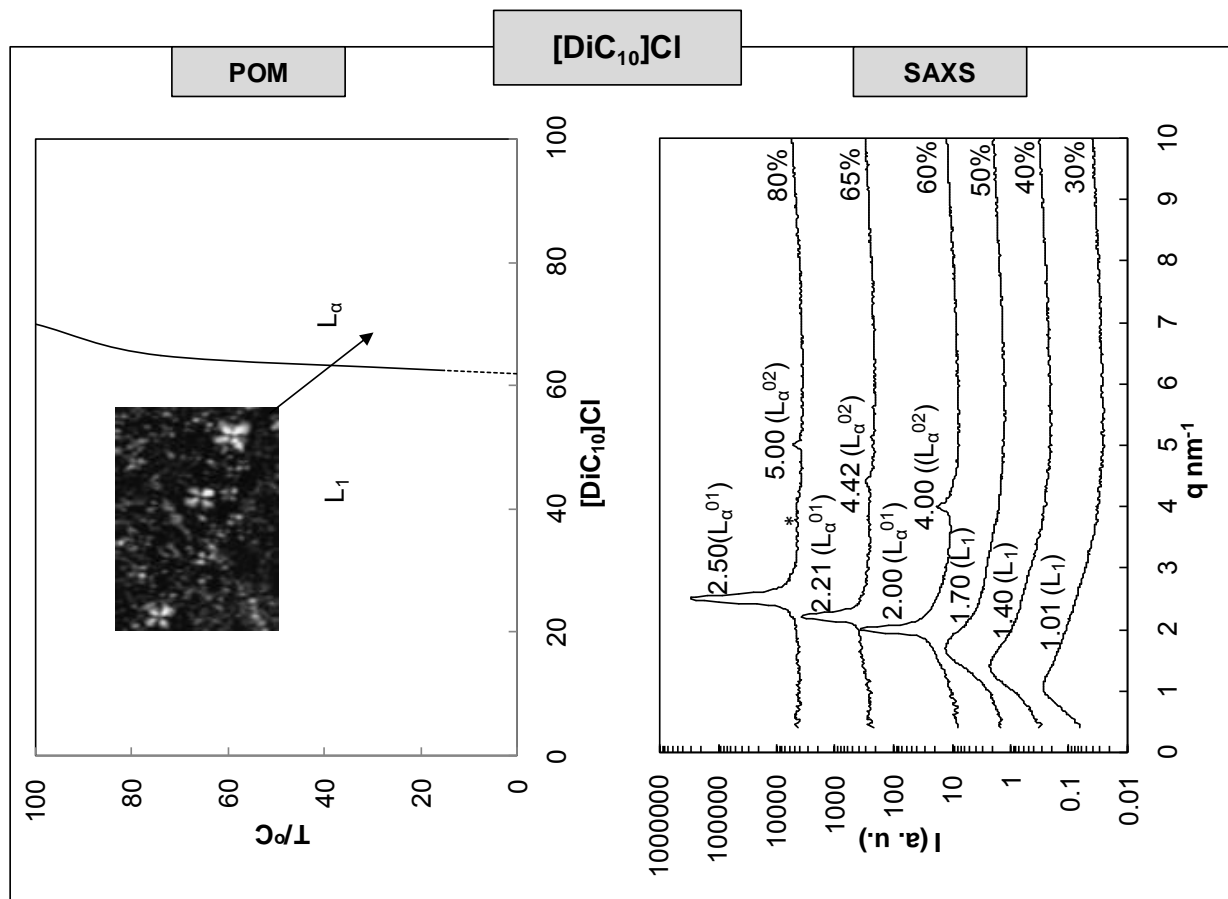 [DiC₁₀]Cl
POM
SAXS
100
80
60
40
20
0
T/ºC
0
20
40
60
80
100
[DiC₁₀]Cl
L₁
Lα
1000000
100000
10000
1000
100
10
1
0.1
0.01
I (a. u.)
0
1
2
3
4
5
6
7
8
9
10
q nm⁻¹
2.50(Lα⁰¹)
*
5.00 (Lα⁰²)
80%
2.21 (Lα⁰¹)
4.42 (Lα⁰²)
65%
2.00 (Lα⁰¹)
4.00 ((Lα⁰²)
60%
1.70 (L₁)
50%
1.40 (L₁)
40%
1.01 (L₁)
30%